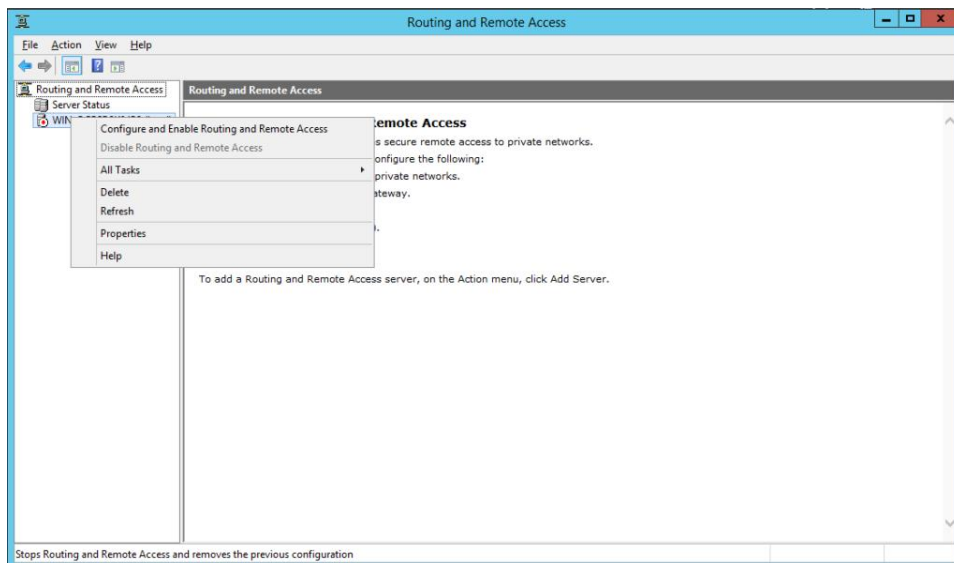 Routing and Remote Access
File Action View Help
Routing and Remote Access
Server Status
WIN
Routing and Remote Access
Configure and Enable Routing and Remote Access
Disable Routing and Remote Access
All Tasks
Delete
Refresh
Properties
Help
emote Access
s secure remote access to private networks.
onfigure the following:
private networks.
ateway.
).
To add a Routing and Remote Access server, on the Action menu, click Add Server.
Stops Routing and Remote Access and removes the previous configuration